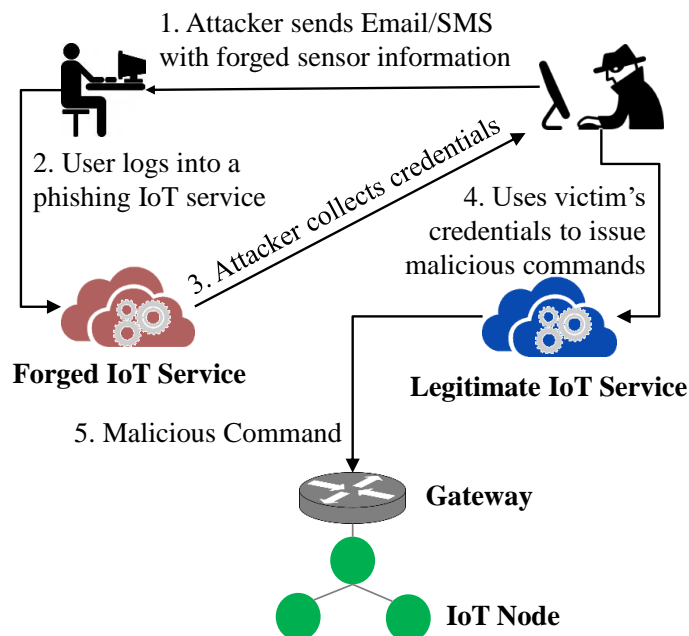 1. Attacker sends Email/SMS
with forged sensor information
2. User logs into a
phishing IoT service
3. Attacker collects credentials
4. Uses victim's
credentials to issue
malicious commands
Forged IoT Service
Legitimate IoT Service
5. Malicious Command
Gateway
IoT Node